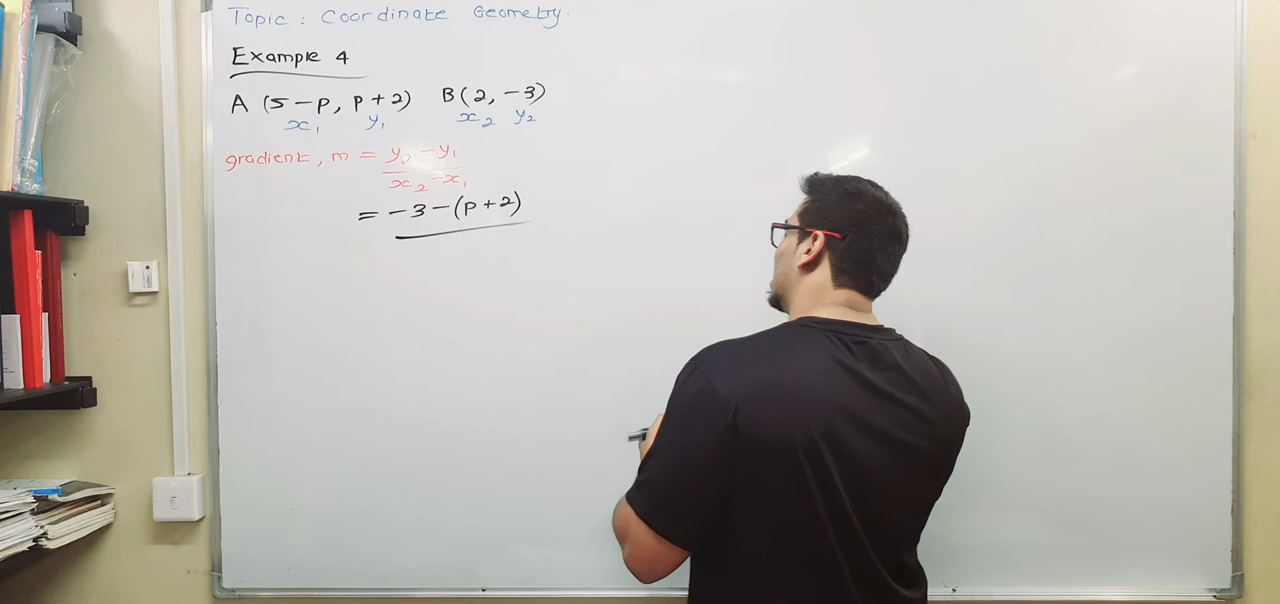 Topic : Coordinate Geometry.
Example 4
A (5 - p, p + 2) B(2, -3)
x₁ y₁ x₂ y₂
gradient, m = y₂ - y₁
x₂ - x₁
= -3 - (p + 2)